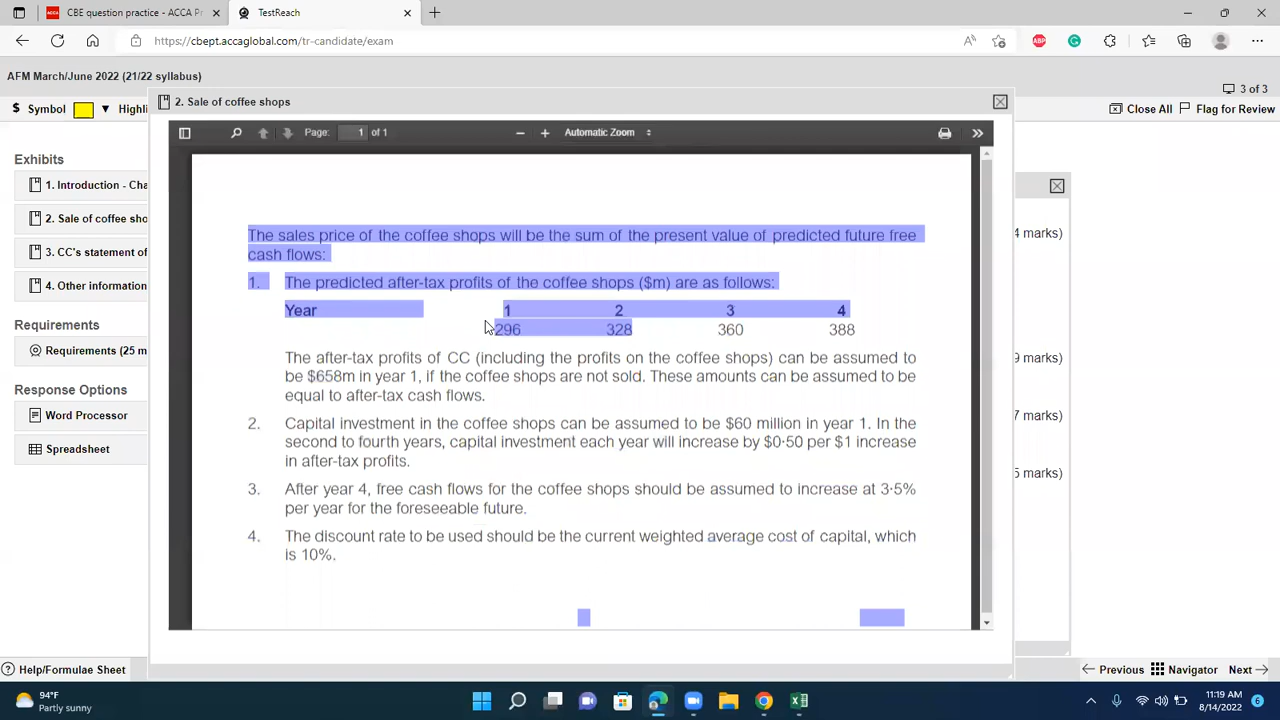 CBE question practice - ACCA Pr
TestReach
https://cbept.accaglobal.com/tr-candidate/exam
AFM March/June 2022 (21/22 syllabus)
3 of 3
$ Symbol
Highli
Close All
Flag for Review
2. Sale of coffee shops
Page: 1 of 1
Automatic Zoom
Exhibits
1. Introduction - Cha
2. Sale of coffee sho
3. CC's statement of
4. Other information
Requirements
Requirements (25 m
Response Options
Word Processor
Spreadsheet
The sales price of the coffee shops will be the sum of the present value of predicted future free
cash flows:
1. The predicted after-tax profits of the coffee shops ($m) are as follows:
Year 1 2 3 4
296 328 360 388
The after-tax profits of CC (including the profits on the coffee shops) can be assumed to
be $658m in year 1, if the coffee shops are not sold. These amounts can be assumed to be
equal to after-tax cash flows.
2. Capital investment in the coffee shops can be assumed to be $60 million in year 1. In the
second to fourth years, capital investment each year will increase by $0·50 per $1 increase
in after-tax profits.
3. After year 4, free cash flows for the coffee shops should be assumed to increase at 3·5%
per year for the foreseeable future.
4. The discount rate to be used should be the current weighted average cost of capital, which
is 10%.
4 marks)
9 marks)
7 marks)
5 marks)
Help/Formulae Sheet
Previous
Navigator
Next
94°F
Partly sunny
ABP
11:19 AM
8/14/2022
6